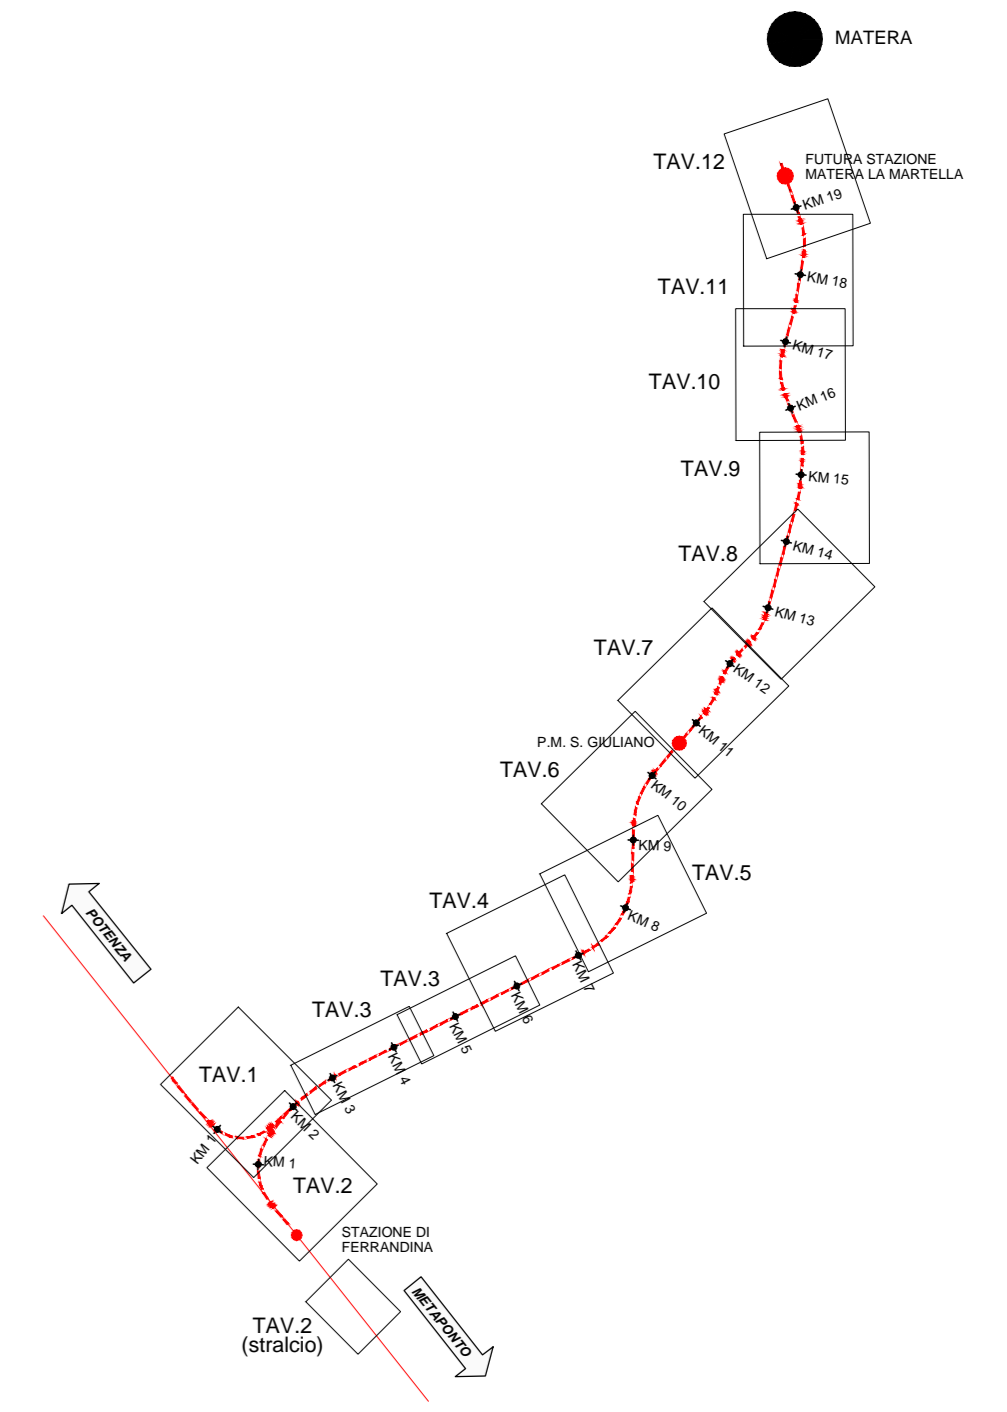 MATERA
TAV.12
FUTURA STAZIONE
MATERA LA MARTELLA
KM 19
TAV.11
KM 18
KM 17
TAV.10
KM 16
TAV.9
KM 15
TAV.8
KM 14
KM 13
TAV.7
KM 12
KM 11
P.M. S. GIULIANO
TAV.6
KM 10
KM 9
TAV.5
TAV.4
KM 8
POTENZA
KM 7
TAV.3
KM 6
TAV.3
KM 5
KM 4
TAV.1
KM 3
KM 2
KM 1
KM 1
TAV.2
STAZIONE DI
FERRANDINA
METAPONTO
TAV.2
(stralcio)